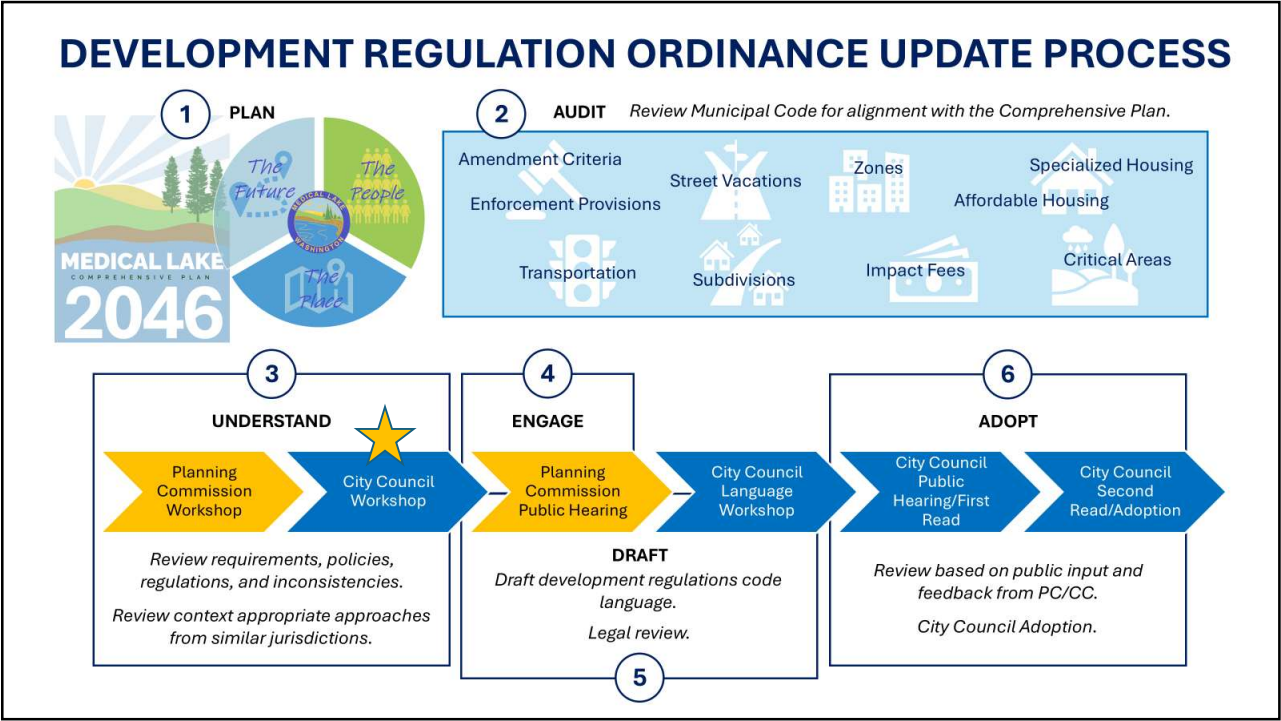 DEVELOPMENT REGULATION ORDINANCE UPDATE PROCESS
1
PLAN
The
Future
The
People
The
Place
MEDICAL LAKE
WASHINGTON
MEDICAL LAKE
COMPREHENSIVE PLAN
2046
2
AUDIT
Review Municipal Code for alignment with the Comprehensive Plan.
Amendment Criteria
Enforcement Provisions
Street Vacations
Zones
Specialized Housing
Affordable Housing
Transportation
Subdivisions
Impact Fees
Critical Areas
3
UNDERSTAND
Planning
Commission
Workshop
City Council
Workshop
Review requirements, policies,
regulations, and inconsistencies.
Review context appropriate approaches
from similar jurisdictions.
4
ENGAGE
Planning
Commission
Public Hearing
City Council
Language
Workshop
DRAFT
Draft development regulations code
language.
Legal review.
5
6
ADOPT
City Council
Public
Hearing/First
Read
City Council
Second
Read/Adoption
Review based on public input and
feedback from PC/CC.
City Council Adoption.